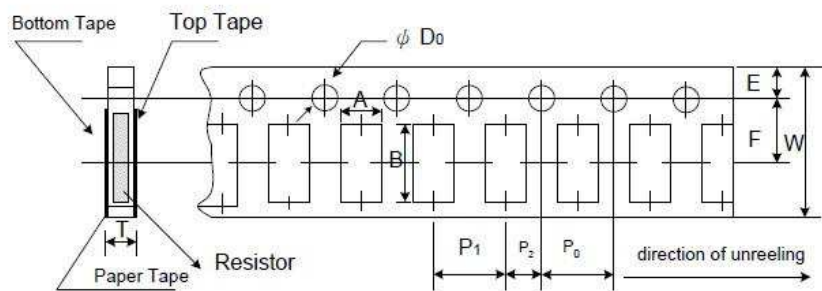 Bottom Tape
Top Tape
ψ D0
E
A
F
W
B
T
P1
P2
P0
direction of unreeling
Resistor
Paper Tape